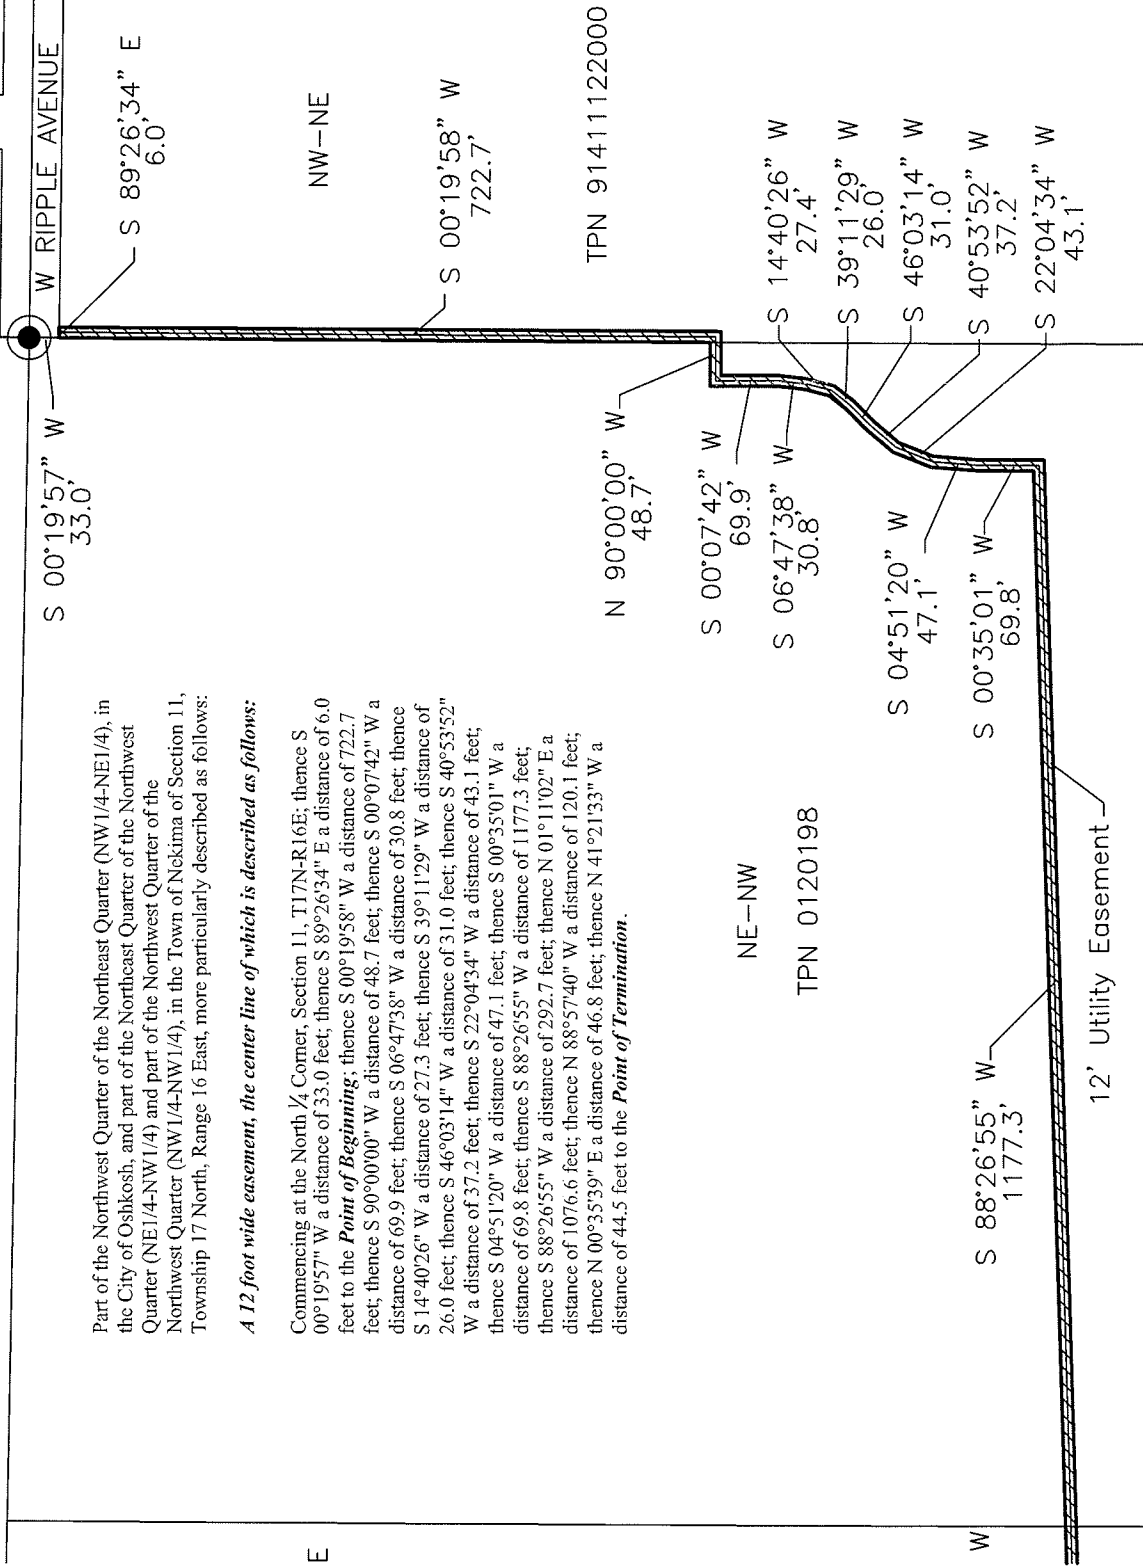 W RIPPLE AVENUE
S 89°26'34" E
6.0'
S 00°19'57" W
33.0'
NW-NE
S 00°19'58" W
722.7'
TPN 91411122000
N 90°00'00" W
48.7'
S 00°07'42" W
69.9'
S 06°47'38" W
30.8'
S 14°40'26" W
27.4'
S 39°11'29" W
26.0'
S 46°03'14" W
31.0'
S 40°53'52" W
37.2'
S 22°04'34" W
43.1'
S 04°51'20" W
47.1'
S 00°35'01" W
69.8'
Part of the Northwest Quarter of the Northeast Quarter (NW1/4-NE1/4), in
the City of Oshkosh, and part of the Northeast Quarter of the Northwest
Quarter (NE1/4-NW1/4) and part of the Northwest Quarter of the
Northwest Quarter (NW1/4-NW1/4), in the Town of Nekima of Section 11,
Township 17 North, Range 16 East, more particularly described as follows:
A 12 foot wide easement, the center line of which is described as follows:
Commencing at the North ¼ Corner, Section 11, T17N-R16E; thence S
00°19'57" W a distance of 33.0 feet; thence S 89°26'34" E a distance of 6.0
feet to the Point of Beginning; thence S 00°19'58" W a distance of 722.7
feet; thence S 90°00'00" W a distance of 48.7 feet; thence S 00°07'42" W a
distance of 69.9 feet; thence S 06°47'38" W a distance of 30.8 feet; thence
S 14°40'26" W a distance of 27.3 feet; thence S 39°11'29" W a distance of
26.0 feet; thence S 46°03'14" W a distance of 31.0 feet; thence S 40°53'52"
W a distance of 37.2 feet; thence S 22°04'34" W a distance of 43.1 feet;
thence S 04°51'20" W a distance of 47.1 feet; thence S 00°35'01" W a
distance of 69.8 feet; thence S 88°26'55" W a distance of 1177.3 feet;
thence S 88°26'55" W a distance of 292.7 feet; thence N 01°11'02" E a
distance of 1076.6 feet; thence N 88°57'40" W a distance of 120.1 feet;
thence N 00°35'39" E a distance of 46.8 feet; thence N 41°21'33" W a
distance of 44.5 feet to the Point of Termination.
NE-NW
TPN 0120198
S 88°26'55" W
1177.3'
12' Utility Easement
E
W